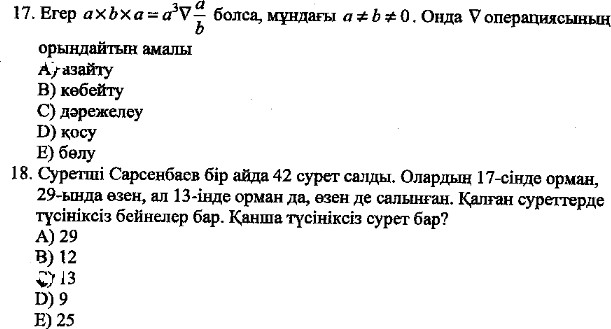 17. Егер a×b×a = a³∇a/b болса, мұндағы a ≠ b ≠ 0. Онда ∇ операциясының
орындайтын амалы
A) азайту
B) көбейту
C) дәрежелеу
D) қосу
E) бөлу
18. Суретші Сарсенбаев бір айда 42 сурет салды. Олардың 17-сінде орман,
29-ында өзен, ал 13-інде орман да, өзен де салынған. Қалған суреттерде
түсініксіз бейнелер бар. Қанша түсініксіз сурет бар?
A) 29
B) 12
C) 13
D) 9
E) 25